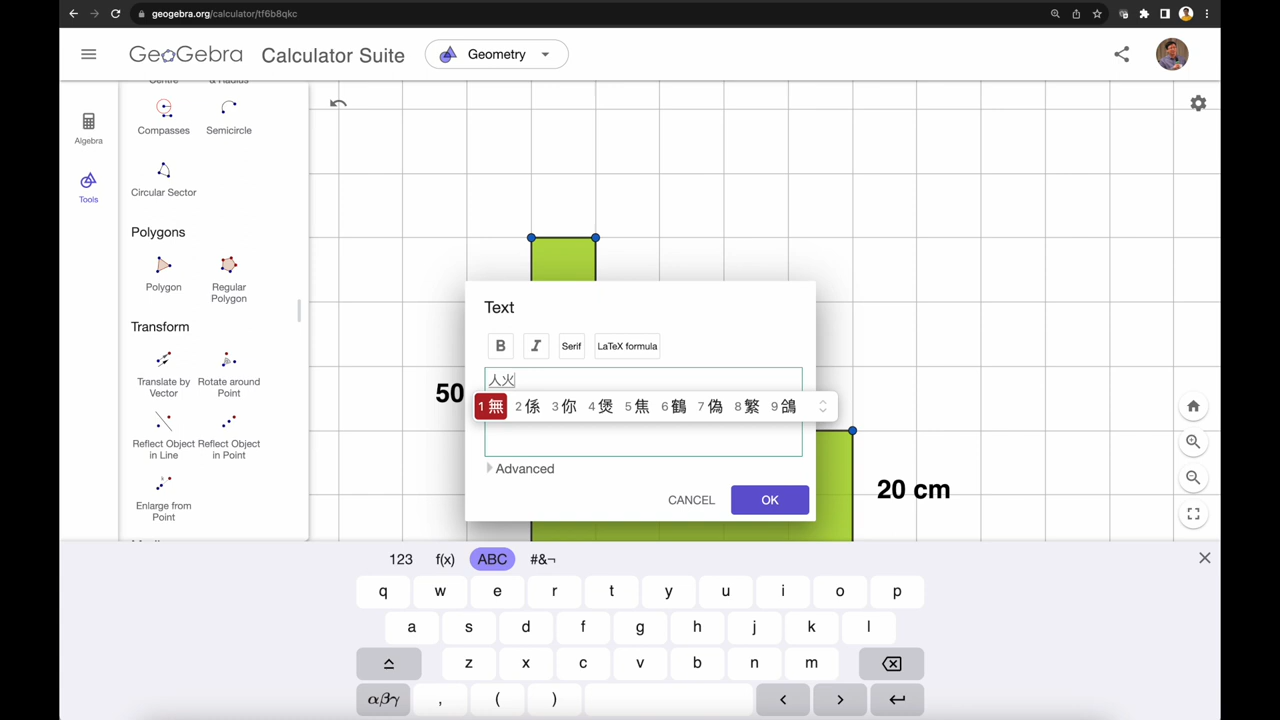 geogebra.org/calculator/tf6b8qkc
GeoGebra
Calculator Suite
Geometry
Algebra
Tools
Centre
& Radius
Compasses
Semicircle
Circular Sector
Polygons
Polygon
Regular
Polygon
Transform
Translate by
Vector
Rotate around
Point
Reflect Object
in Line
Reflect Object
in Point
Enlarge from
Point
50
20 cm
Text
B I Serif LaTeX formula
人火
1 無 2 係 3 你 4 煲 5 焦 6 鶴 7 偽 8 繁 9 鴿
Advanced
CANCEL OK
123 f(x) ABC #&¬
q w e r t y u i o p
a s d f g h j k l
z x c v b n m
αβγ , ( ) < >